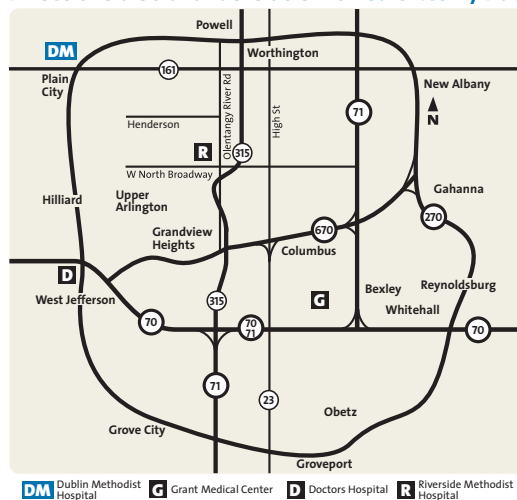 Powell
DM
Worthington
161
Plain
City
New Albany
Olentangy River Rd
High St
71
N
Henderson
R
315
W North Broadway
Hilliard
Upper
Arlington
Gahanna
270
Grandview
Heights
670
Columbus
D
West Jefferson
315
G
Bexley
Reynoldsburg
Whitehall
70
70
71
70
71
23
Obetz
Grove City
Groveport
DM Dublin Methodist
Hospital
G Grant Medical Center
D Doctors Hospital
R Riverside Methodist
Hospital